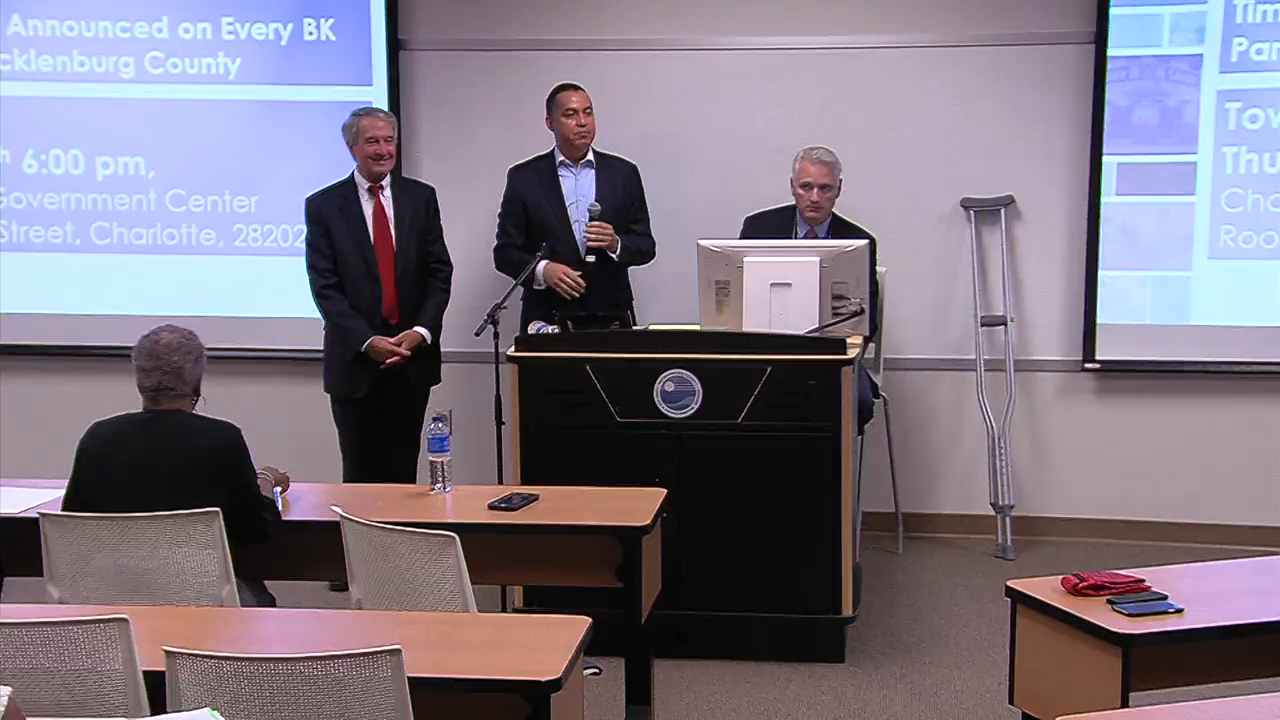 Announced on Every BK
cklenburg County
th 6:00 pm,
Government Center
Street, Charlotte, 28202
Tim
Par
Tow
Thu
Cha
Roo